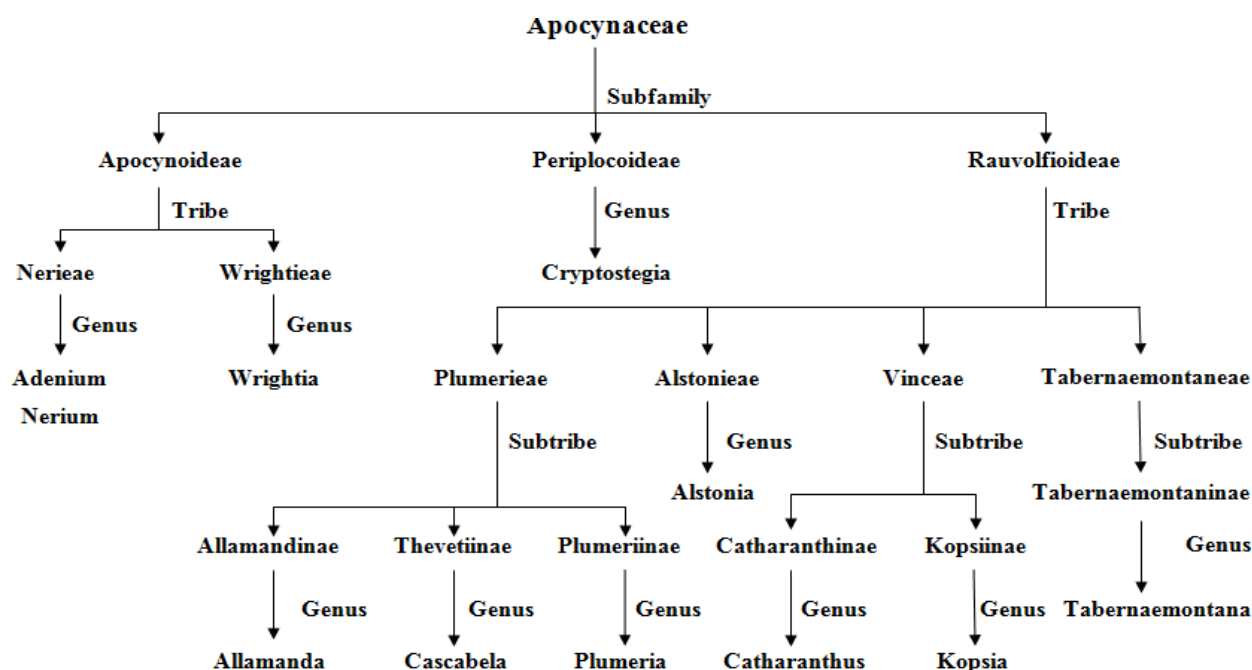 Apocynaceae
Subfamily
Apocynoideae Periplocoideae Rauvolfioideae
Tribe Genus Tribe
Nerieae Wrightieae Cryptostegia
Genus Genus
Adenium Wrightia Plumerieae Alstonieae Vinceae Tabernaemontaneae
Nerium
Subtribe Genus Subtribe Subtribe
Alstonia Tabernaemontaninae
Allamandinae Thevetiinae Plumeriinae Catharanthinae Kopsiinae Genus
Genus Genus Genus Genus Genus Tabernaemontana
Allamanda Cascabela Plumeria Catharanthus Kopsia